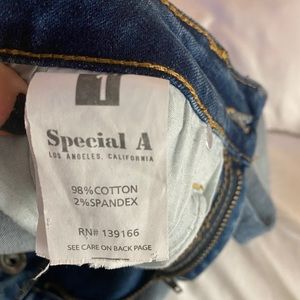 1
Special A
LOS ANGELES, CALIFORNIA
98%COTTON
2%SPANDEX
RN# 139166
SEE CARE ON BACK PAGE